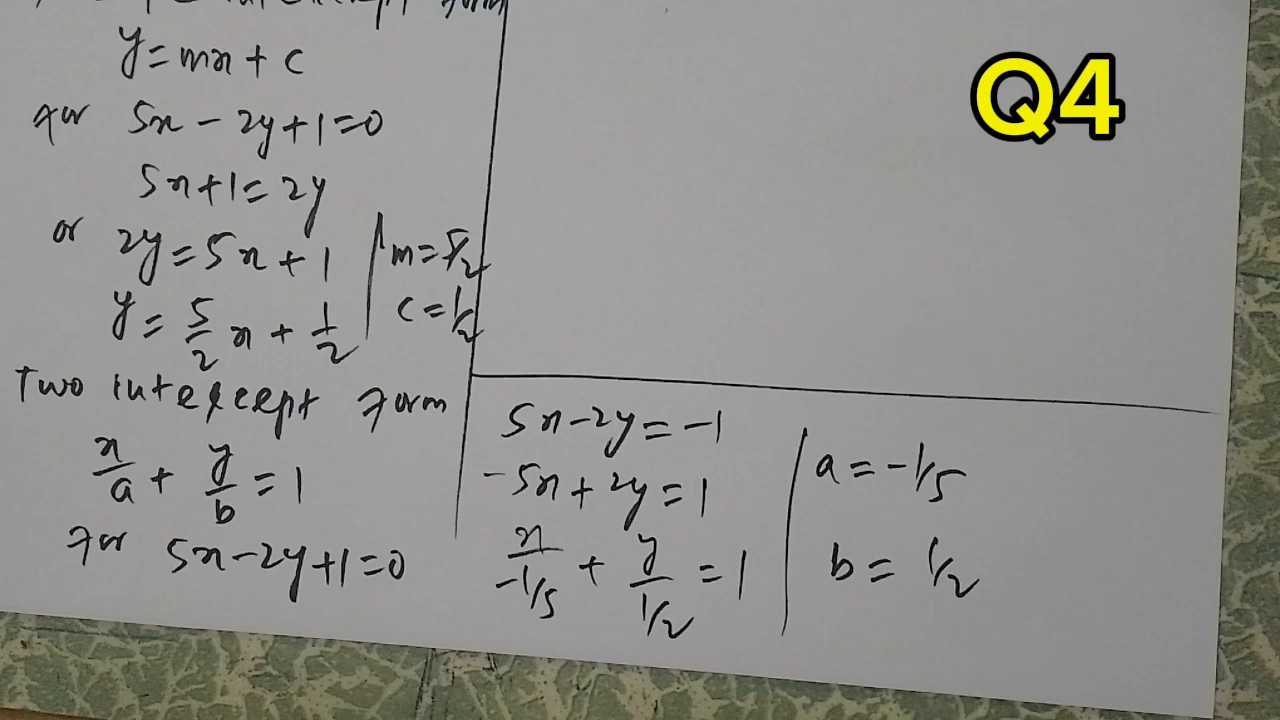 intercept form
y = mx + c
for 5x - 2y + 1 = 0
5x + 1 = 2y
or 2y = 5x + 1
m = 5/2
y = 5/2 x + 1/2
c = 1/2
Two intercept form
x/a + y/b = 1
for 5x - 2y + 1 = 0
5x - 2y = -1
-5x + 2y = 1
x/-1/5 + y/1/2 = 1
a = -1/5
b = 1/2
Q4